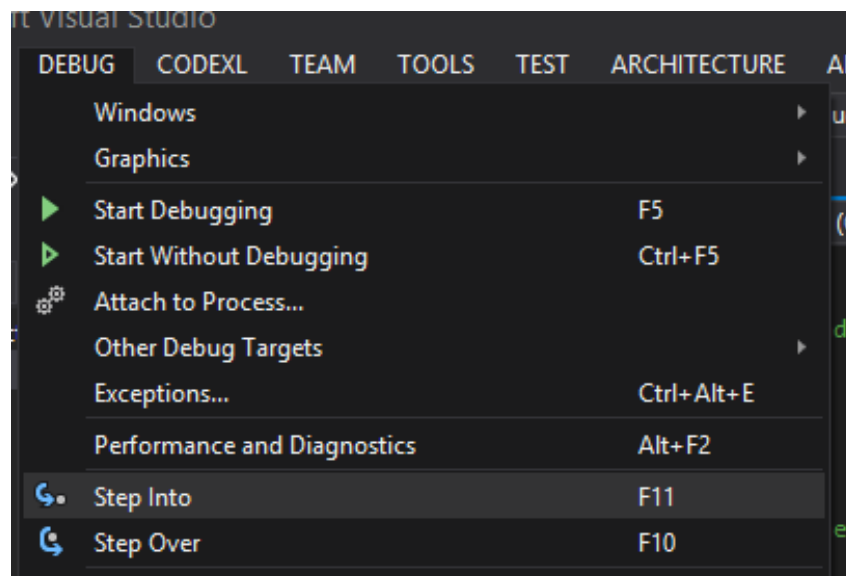 rt Visual Studio
DEBUG CODEXL TEAM TOOLS TEST ARCHITECTURE
Windows
Graphics
Start Debugging F5
Start Without Debugging Ctrl+F5
Attach to Process...
Other Debug Targets
Exceptions... Ctrl+Alt+E
Performance and Diagnostics Alt+F2
Step Into F11
Step Over F10